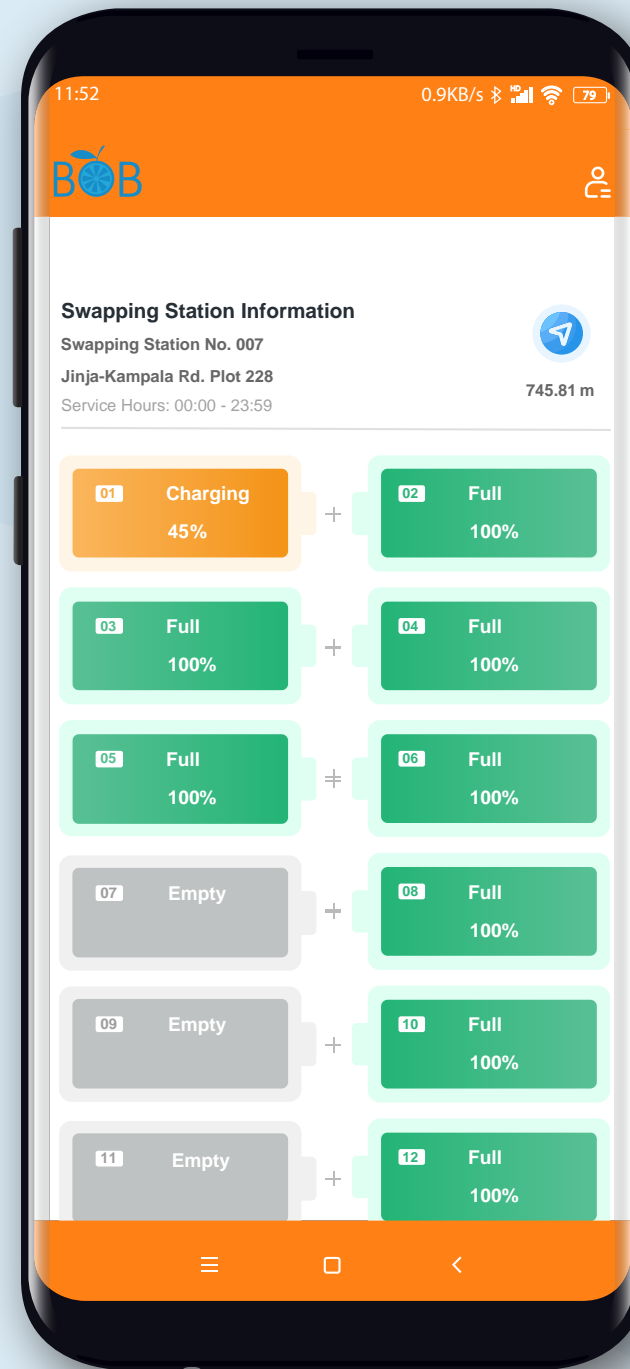 11:52 0.9KB/s HD 79
BOB
Swapping Station Information
Swapping Station No. 007
Jinja-Kampala Rd. Plot 228
745.81 m
Service Hours: 00:00 - 23:59
01 Charging
45%
02 Full
100%
03 Full
100%
04 Full
100%
05 Full
100%
06 Full
100%
07 Empty
08 Full
100%
09 Empty
10 Full
100%
11 Empty
12 Full
100%